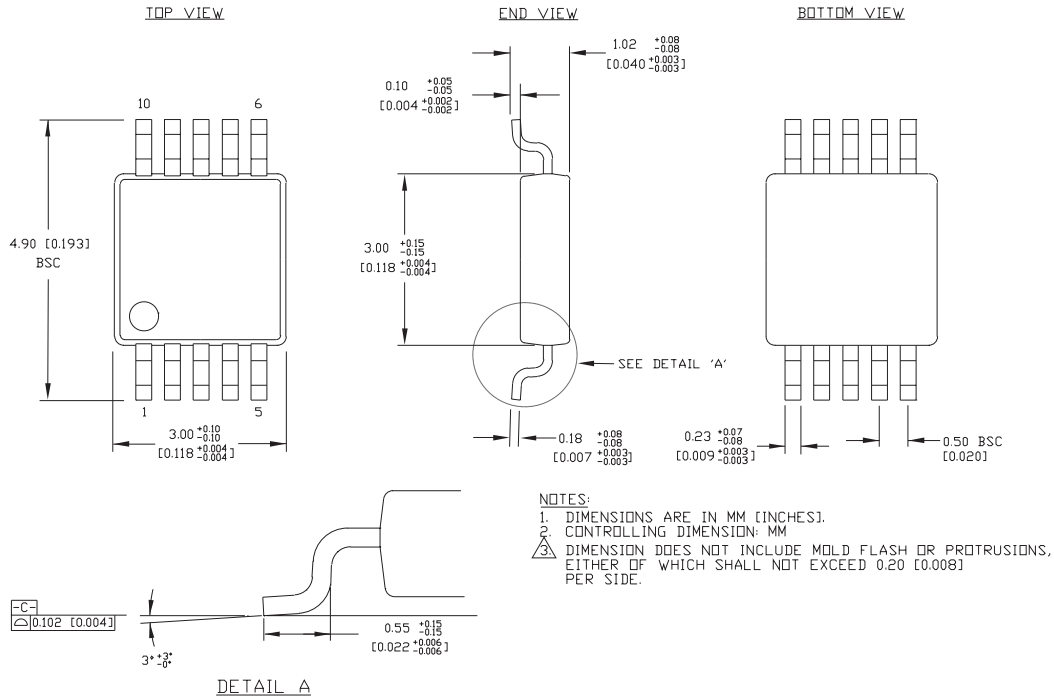 TOP VIEW
END VIEW
BOTTOM VIEW
1.02 +0.08 -0.08
[0.040 +0.003 -0.003]
0.10 +0.05 -0.05
[0.004 +0.002 -0.002]
10
6
4.90 [0.193]
BSC
3.00 +0.15 -0.15
[0.118 +0.004 -0.004]
SEE DETAIL 'A'
1
5
3.00 +0.10 -0.10
[0.118 +0.004 -0.004]
0.18 +0.08 -0.08
[0.007 +0.003 -0.003]
0.23 +0.07 -0.08
[0.009 +0.003 -0.003]
0.50 BSC
[0.020]
NOTES:
1. DIMENSIONS ARE IN MM [INCHES].
2. CONTROLLING DIMENSION: MM
3. DIMENSION DOES NOT INCLUDE MOLD FLASH OR PROTRUSIONS,
EITHER OF WHICH SHALL NOT EXCEED 0.20 [0.008]
PER SIDE.
-C-
0.102 [0.004]
3° +3° -0°
0.55 +0.15 -0.15
[0.022 +0.006 -0.006]
DETAIL A